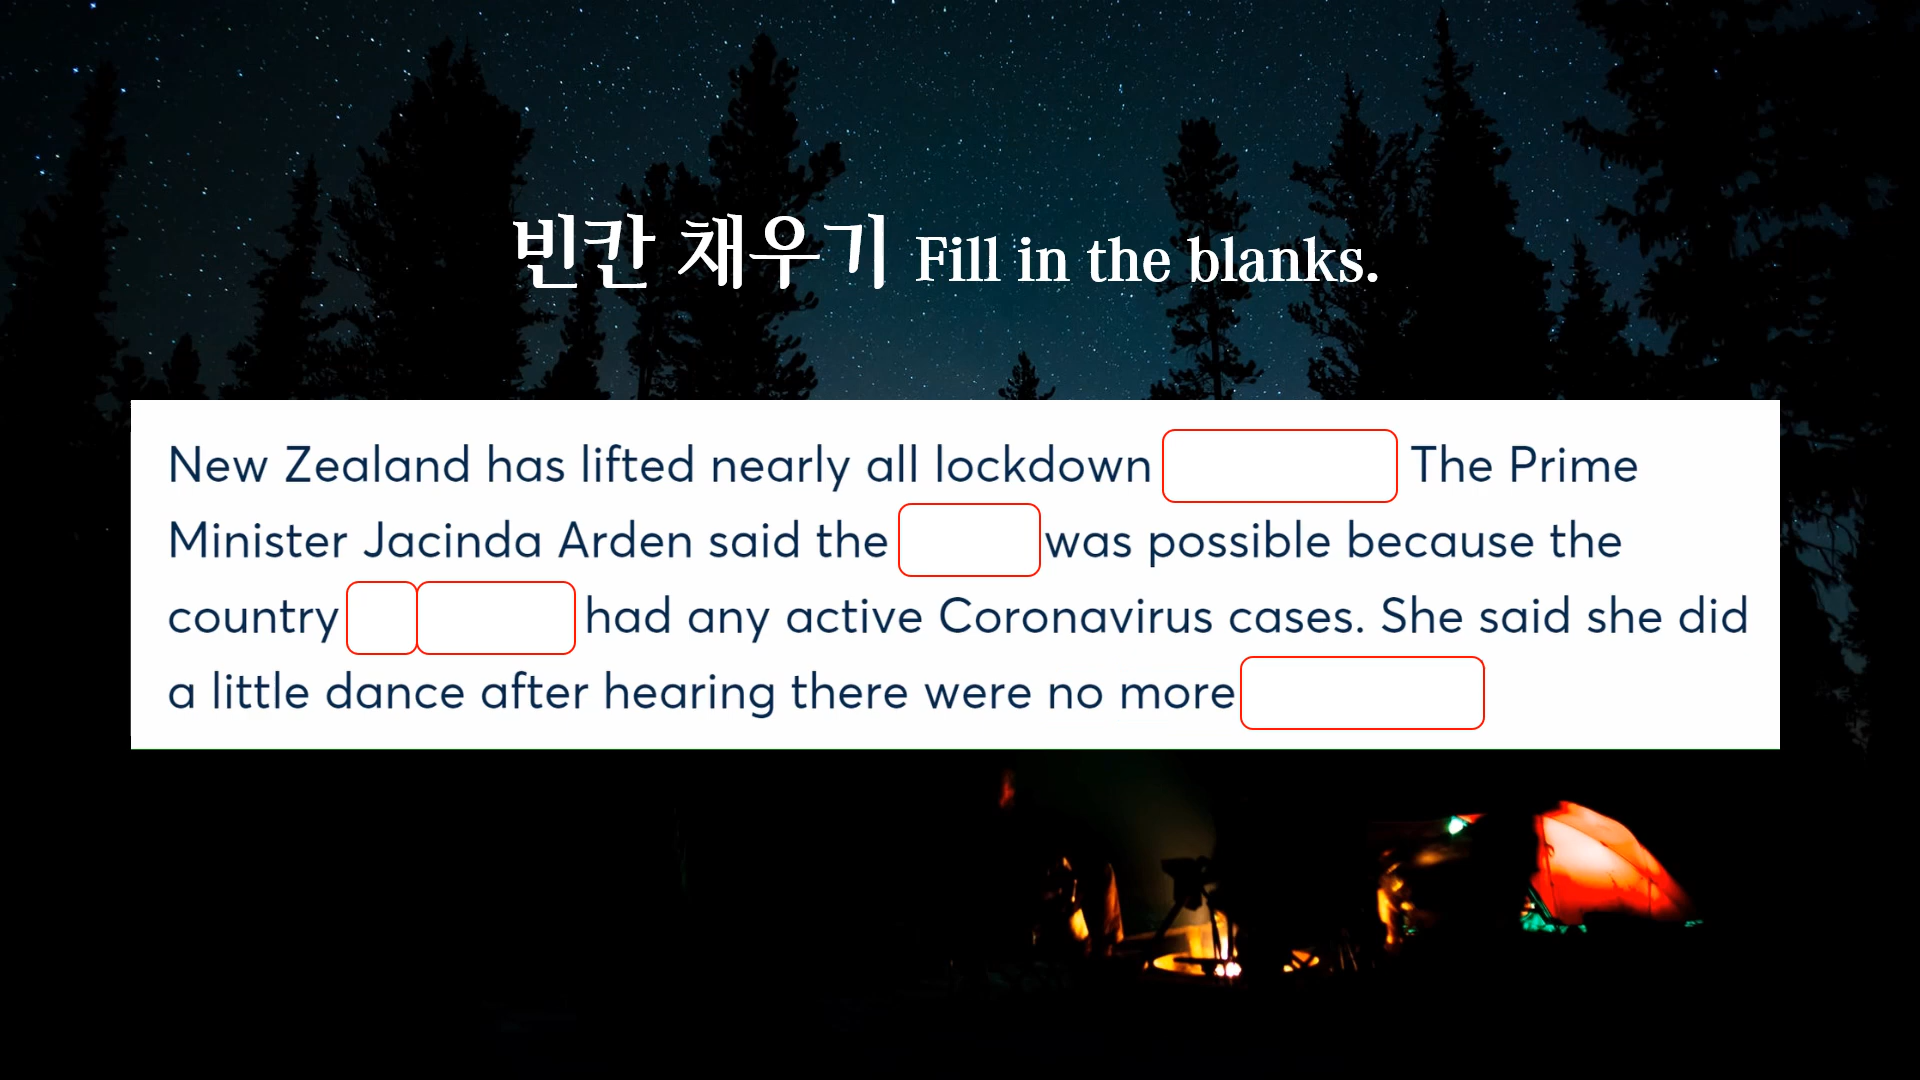 빈칸 채우기 Fill in the blanks.
New Zealand has lifted nearly all lockdown The Prime
Minister Jacinda Arden said the was possible because the
country had any active Coronavirus cases. She said she did
a little dance after hearing there were no more